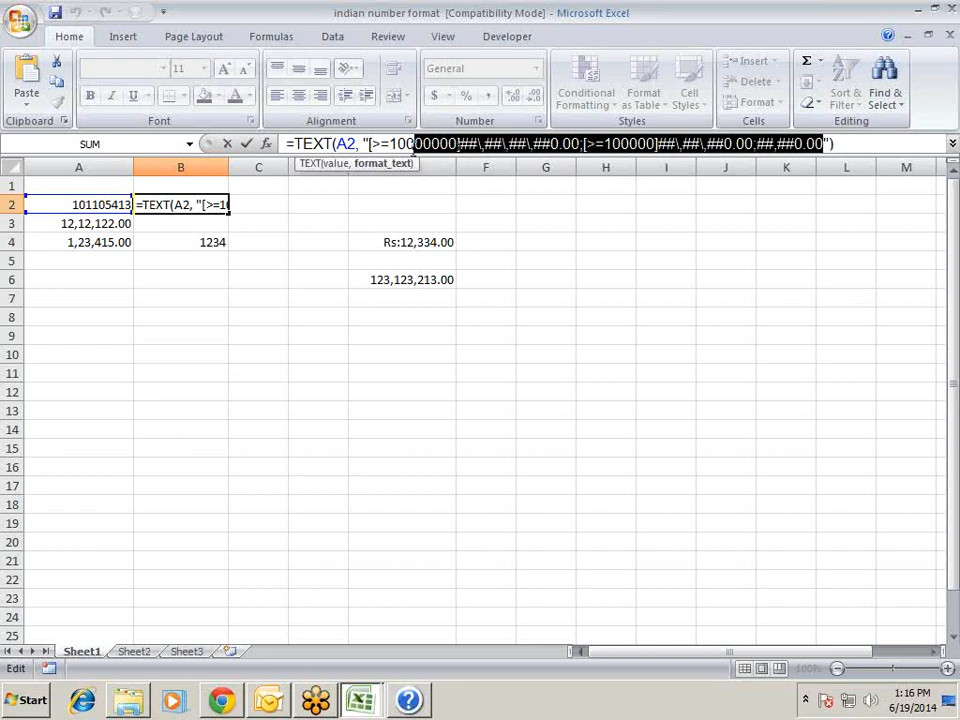 indian number format [Compatibility Mode] - Microsoft Excel
Home Insert Page Layout Formulas Data Review View Developer
Paste
Clipboard
11
B I U
Font
Alignment
General
$ % ,
Number
Conditional Formatting
Format as Table
Cell Styles
Styles
Insert
Delete
Format
Cells
Sort & Filter
Find & Select
Editing
SUM
=TEXT(A2, "[>=10000000]##\,##\,##\,##0.00;[>=100000]##\,##\,##0.00;##,##0.00")
TEXT(value, format_text)
A B C F G H I J K L M
1
2 101105413 =TEXT(A2, "[>=1
3 12,12,122.00
4 1,23,415.00 1234 Rs:12,334.00
5
6 123,123,213.00
7
8
9
10
11
12
13
14
15
16
17
18
19
20
21
22
23
24
25
Sheet1 Sheet2 Sheet3
Edit
100%
Start
1:16 PM
6/19/2014